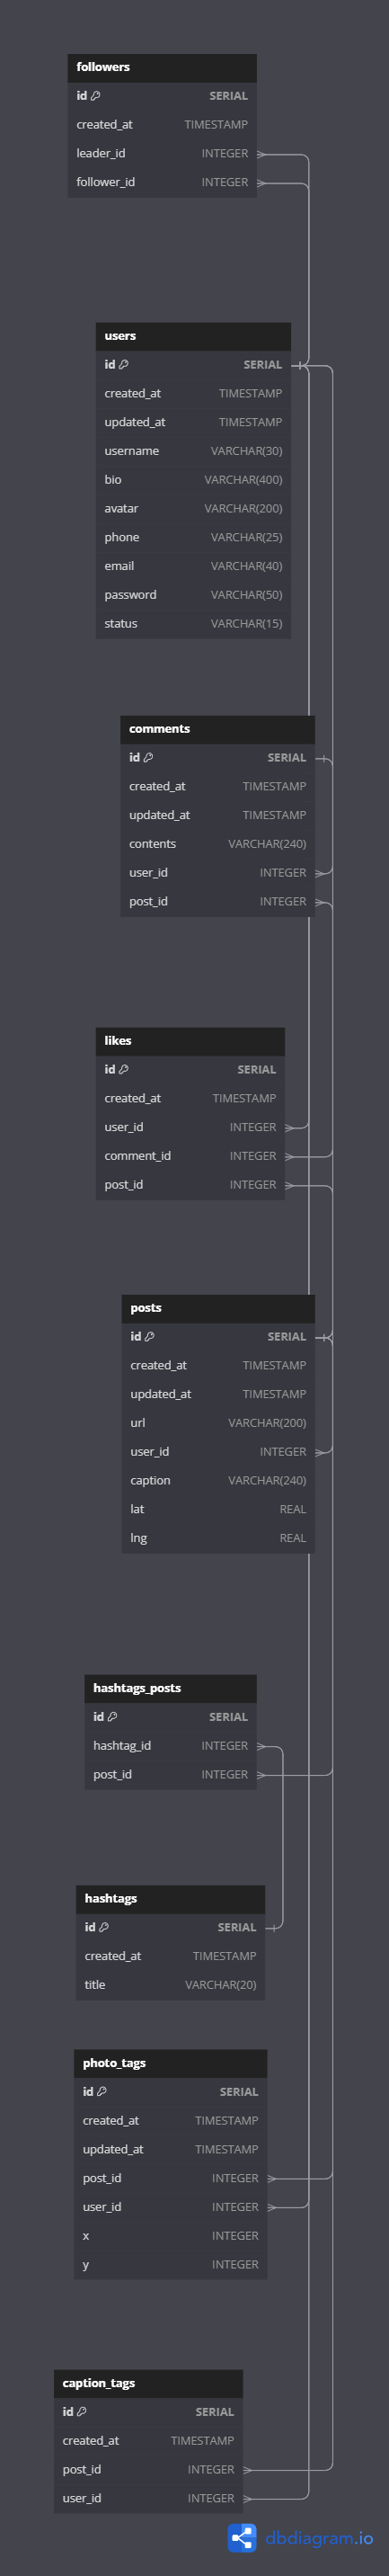 followers
id SERIAL
created_at TIMESTAMP
leader_id INTEGER
follower_id INTEGER
users
id SERIAL
created_at TIMESTAMP
updated_at TIMESTAMP
username VARCHAR(30)
bio VARCHAR(400)
avatar VARCHAR(200)
phone VARCHAR(25)
email VARCHAR(40)
password VARCHAR(50)
status VARCHAR(15)
comments
id SERIAL
created_at TIMESTAMP
updated_at TIMESTAMP
contents VARCHAR(240)
user_id INTEGER
post_id INTEGER
likes
id SERIAL
created_at TIMESTAMP
user_id INTEGER
comment_id INTEGER
post_id INTEGER
posts
id SERIAL
created_at TIMESTAMP
updated_at TIMESTAMP
url VARCHAR(200)
user_id INTEGER
caption VARCHAR(240)
lat REAL
lng REAL
hashtags_posts
id SERIAL
hashtag_id INTEGER
post_id INTEGER
hashtags
id SERIAL
created_at TIMESTAMP
title VARCHAR(20)
photo_tags
id SERIAL
created_at TIMESTAMP
updated_at TIMESTAMP
post_id INTEGER
user_id INTEGER
x INTEGER
y INTEGER
caption_tags
id SERIAL
created_at TIMESTAMP
post_id INTEGER
user_id INTEGER
dbdiagram.io